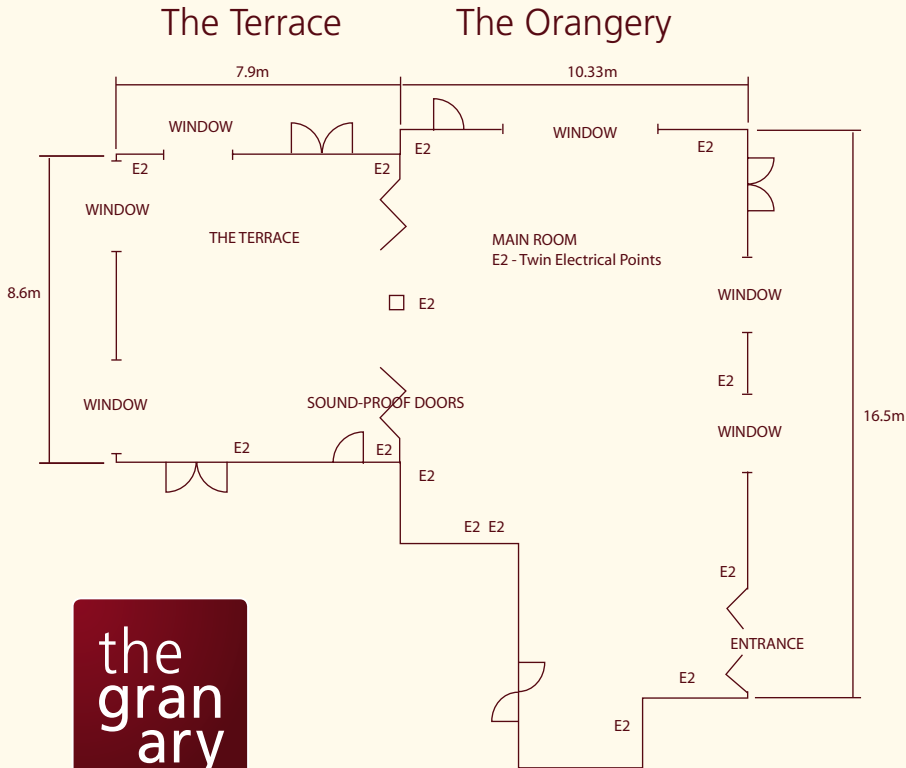 The Terrace
The Orangery
7.9m
10.33m
WINDOW
WINDOW
E2
E2
E2
E2
WINDOW
THE TERRACE
MAIN ROOM
E2 - Twin Electrical Points
8.6m
E2
WINDOW
E2
WINDOW
SOUND-PROOF DOORS
16.5m
WINDOW
E2
E2
E2
E2 E2
E2
ENTRANCE
E2
E2
the
gran
ary